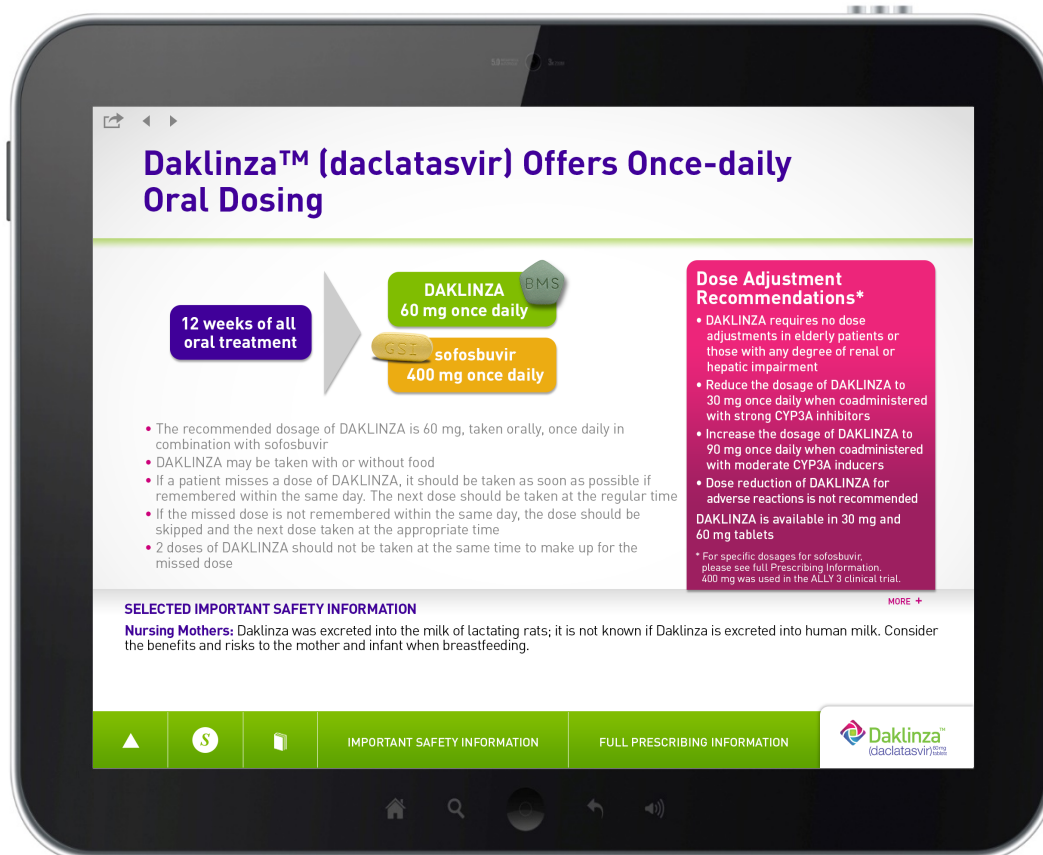 Daklinza™ (daclatasvir) Offers Once-daily
Oral Dosing
12 weeks of all
oral treatment
DAKLINZA
60 mg once daily
BMS
GSI
sofosbuvir
400 mg once daily
• The recommended dosage of DAKLINZA is 60 mg, taken orally, once daily in
combination with sofosbuvir
• DAKLINZA may be taken with or without food
• If a patient misses a dose of DAKLINZA, it should be taken as soon as possible if
remembered within the same day. The next dose should be taken at the regular time
• If the missed dose is not remembered within the same day, the dose should be
skipped and the next dose taken at the appropriate time
• 2 doses of DAKLINZA should not be taken at the same time to make up for the
missed dose
Dose Adjustment
Recommendations*
• DAKLINZA requires no dose
adjustments in elderly patients or
those with any degree of renal or
hepatic impairment
• Reduce the dosage of DAKLINZA to
30 mg once daily when coadministered
with strong CYP3A inhibitors
• Increase the dosage of DAKLINZA to
90 mg once daily when coadministered
with moderate CYP3A inducers
• Dose reduction of DAKLINZA for
adverse reactions is not recommended
DAKLINZA is available in 30 mg and
60 mg tablets
* For specific dosages for sofosbuvir,
please see full Prescribing Information.
400 mg was used in the ALLY 3 clinical trial.
MORE +
SELECTED IMPORTANT SAFETY INFORMATION
Nursing Mothers: Daklinza was excreted into the milk of lactating rats; it is not known if Daklinza is excreted into human milk. Consider
the benefits and risks to the mother and infant when breastfeeding.
S
IMPORTANT SAFETY INFORMATION
FULL PRESCRIBING INFORMATION
Daklinza™
(daclatasvir) 60mg tablets